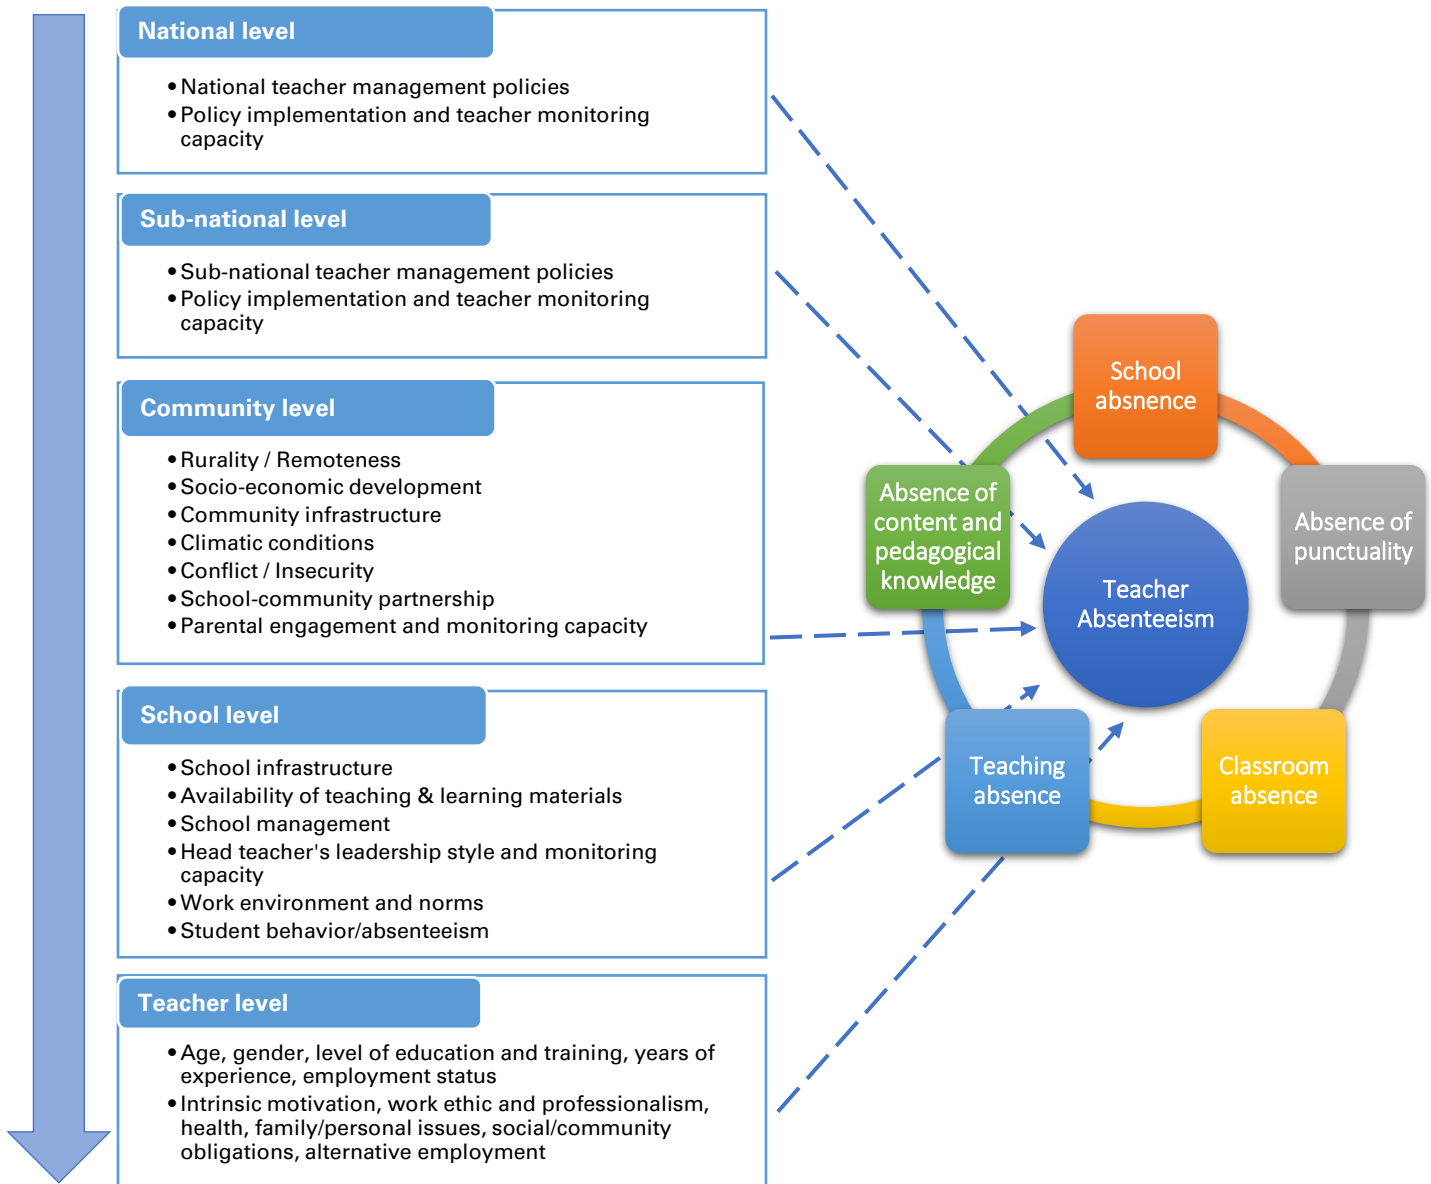 National level
•National teacher management policies
•Policy implementation and teacher monitoring
capacity
Sub-national level
•Sub-national teacher management policies
•Policy implementation and teacher monitoring
capacity
Community level
•Rurality / Remoteness
•Socio-economic development
•Community infrastructure
•Climatic conditions
•Conflict / Insecurity
•School-community partnership
•Parental engagement and monitoring capacity
School level
•School infrastructure
•Availability of teaching & learning materials
•School management
•Head teacher's leadership style and monitoring
capacity
•Work environment and norms
•Student behavior/absenteeism
Teacher level
•Age, gender, level of education and training, years of
experience, employment status
•Intrinsic motivation, work ethic and professionalism,
health, family/personal issues, social/community
obligations, alternative employment
School
absnence
Absence of
punctuality
Classroom
absence
Teaching
absence
Absence of
content and
pedagogical
knowledge
Teacher
Absenteeism